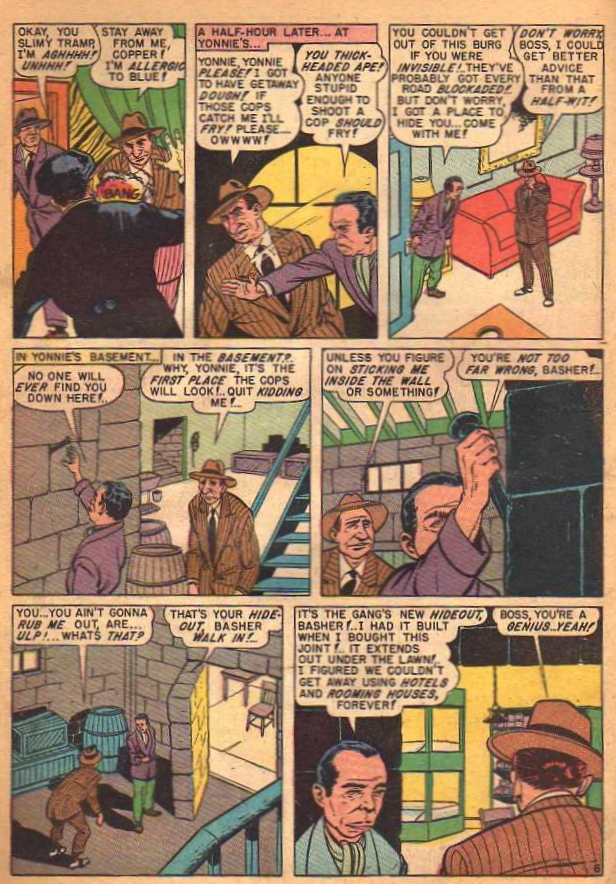 OKAY, YOU
SLIMY TRAMP,
I'M AGHHHH!
UNHHH!
STAY AWAY
FROM ME,
COPPER!
I'M ALLERGIC
TO BLUE!
BANG
A HALF-HOUR LATER... AT
YONNIE'S...
YONNIE, YONNIE
PLEASE! I GOT
TO HAVE GETAWAY
DOUGH! IF
THOSE COPS
CATCH ME I'LL
FRY! PLEASE....
OWWWW!
YOU THICK-
HEADED APE!
ANYONE
STUPID
ENOUGH TO
SHOOT A
COP SHOULD
FRY!
YOU COULDN'T GET
OUT OF THIS BURG
IF YOU WERE
INVISIBLE!.THEY'VE
PROBABLY GOT EVERY
ROAD BLOCKADED!.
BUT DON'T WORRY,
I GOT A PLACE TO
HIDE YOU...COME
WITH ME!
DON'T WORRY,
BOSS, I COULD
GET BETTER
ADVICE
THAN THAT
FROM A
HALF-WIT!
IN YONNIE'S BASEMENT...
NO ONE WILL
EVER FIND YOU
DOWN HERE!..
IN THE BASEMENT?.
WHY, YONNIE, IT'S THE
FIRST PLACE THE COPS
WILL LOOK!..QUIT KIDDING
ME!...
UNLESS YOU FIGURE
ON STICKING ME
INSIDE THE WALL
OR SOMETHING!
YOU'RE NOT TOO
FAR WRONG, BASHER!..
YOU...YOU AIN'T GONNA
RUB ME OUT, ARE...
ULP!... WHATS THAT?
THAT'S YOUR HIDE-
OUT, BASHER
WALK IN!..
IT'S THE GANG'S NEW HIDEOUT,
BASHER!..I HAD IT BUILT
WHEN I BOUGHT THIS
JOINT!.. IT EXTENDS
OUT UNDER THE LAWN!.
I FIGURED WE COULDN'T
GET AWAY USING HOTELS
AND ROOMING HOUSES,
FOREVER!
BOSS, YOU'RE A
GENIUS...YEAH!
6